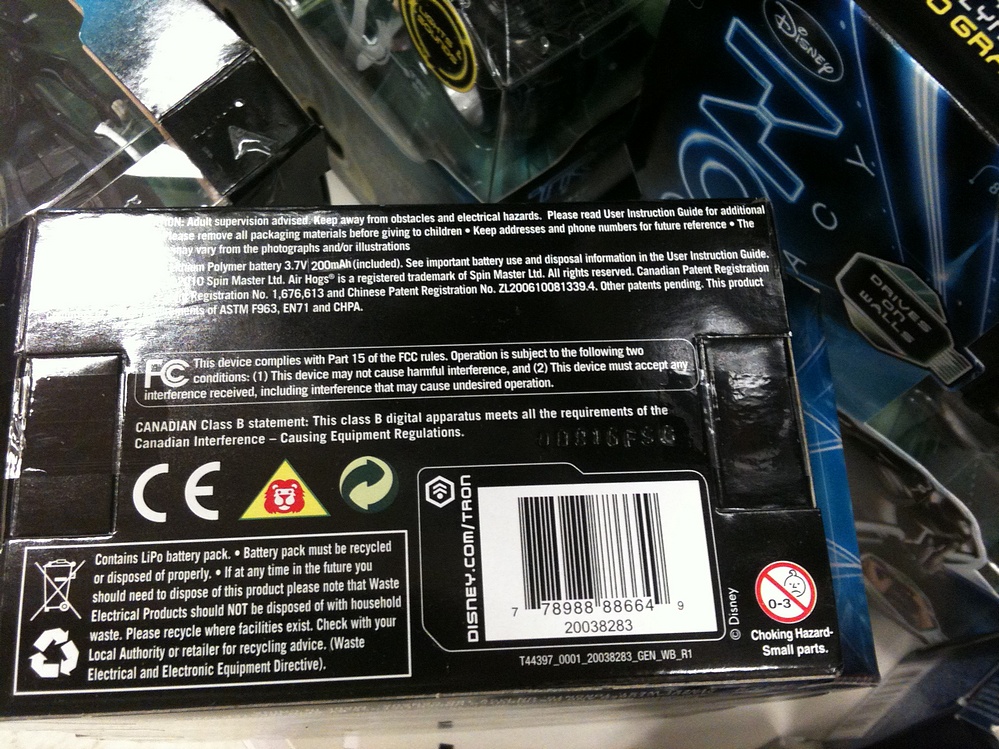 LIGHTS &
SOUNDS
Disney
DRIVES
ON
WALLS
Adult supervision advised. Keep away from obstacles and electrical hazards. Please read User Instruction Guide for additional
lease remove all packaging materials before giving to children • Keep addresses and phone numbers for future reference • The
may vary from the photographs and/or illustrations
Polymer battery 3.7V 200mAh (included). See important battery use and disposal information in the User Instruction Guide.
Spin Master Ltd. Air Hogs® is a registered trademark of Spin Master Ltd. All rights reserved. Canadian Patent Registration
Registration No. 1,676,613 and Chinese Patent Registration No. ZL200610081339.4. Other patents pending. This product
of ASTM F963, EN71 and CHPA.
FC This device complies with Part 15 of the FCC rules. Operation is subject to the following two
conditions: (1) This device may not cause harmful interference, and (2) This device must accept any
interference received, including interference that may cause undesired operation.
CANADIAN Class B statement: This class B digital apparatus meets all the requirements of the
Canadian Interference – Causing Equipment Regulations.
CE
Contains LiPo battery pack. • Battery pack must be recycled
or disposed of properly. • If at any time in the future you
should need to dispose of this product please note that Waste
Electrical Products should NOT be disposed of with household
waste. Please recycle where facilities exist. Check with your
Local Authority or retailer for recycling advice. (Waste
Electrical and Electronic Equipment Directive).
DISNEY.COM/TRON
7 78988 88664 9
20038283
T44397_0001_20038283_GEN_WB_R1
© Disney
0-3
Choking Hazard-
Small parts.